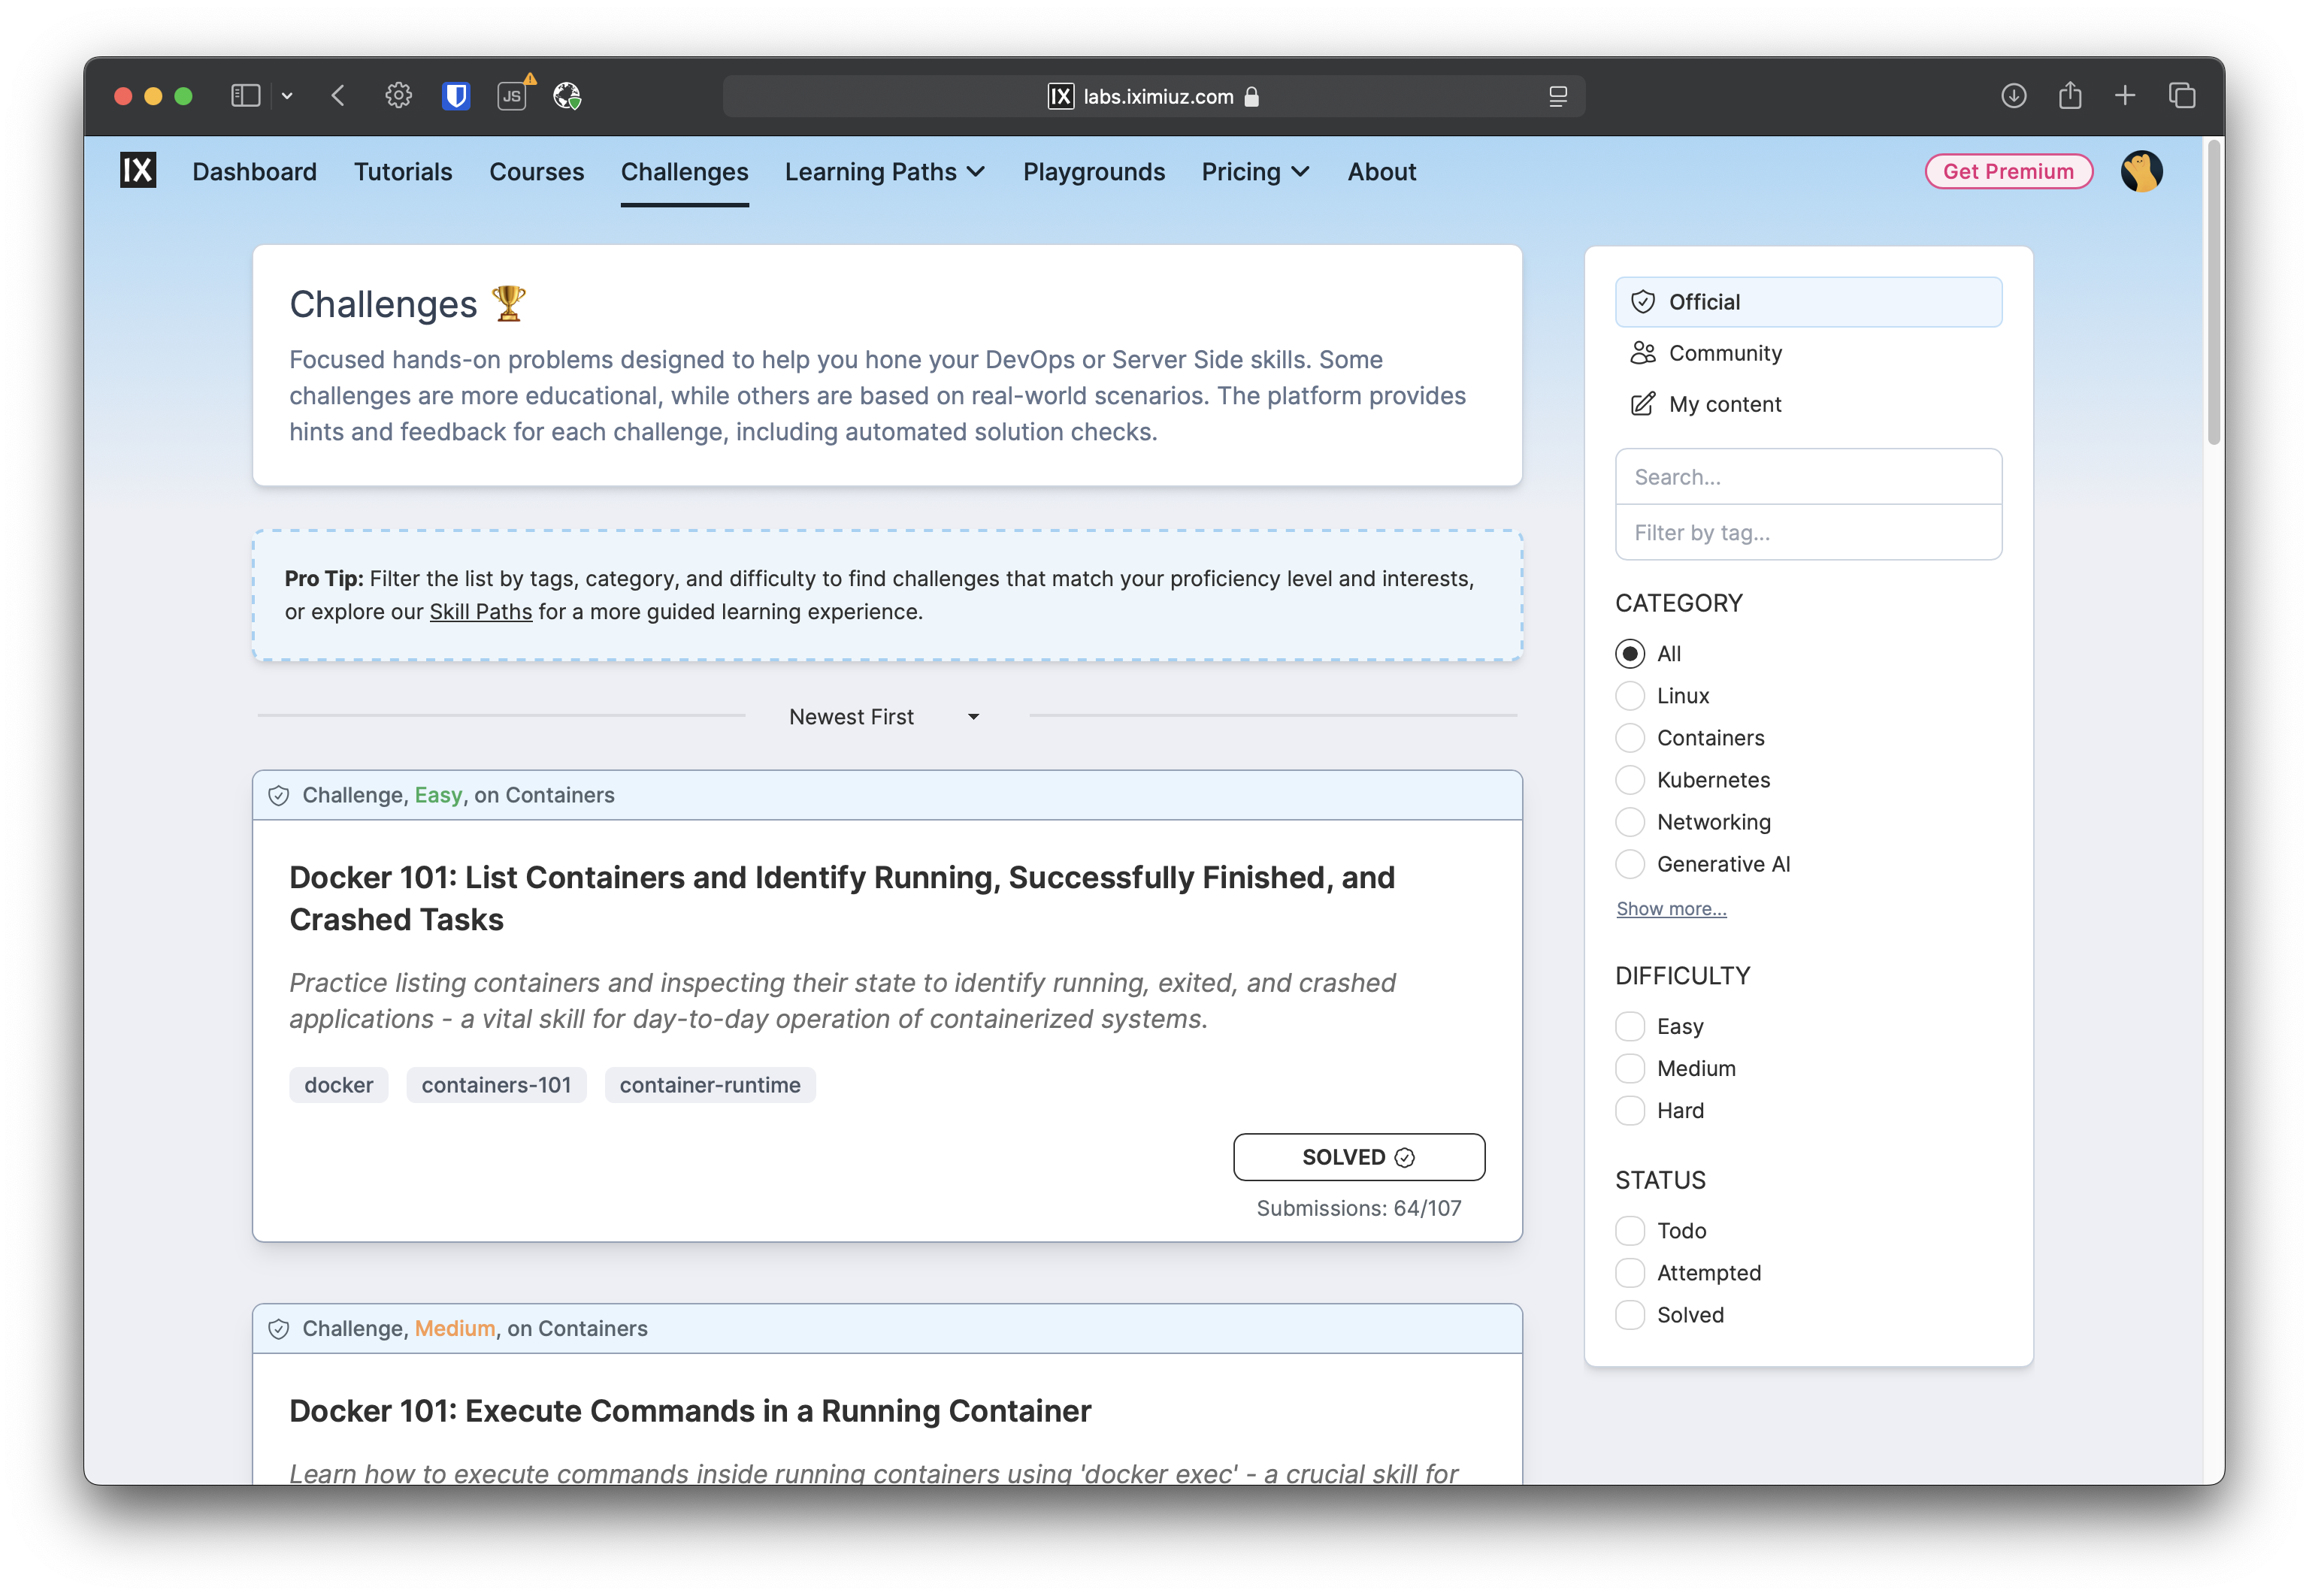 JS
IX labs.iximiuz.com
IX Dashboard Tutorials Courses Challenges Learning Paths Playgrounds Pricing About Get Premium
Challenges
Focused hands-on problems designed to help you hone your DevOps or Server Side skills. Some
challenges are more educational, while others are based on real-world scenarios. The platform provides
hints and feedback for each challenge, including automated solution checks.
Pro Tip: Filter the list by tags, category, and difficulty to find challenges that match your proficiency level and interests,
or explore our Skill Paths for a more guided learning experience.
Newest First
Challenge, Easy, on Containers
Docker 101: List Containers and Identify Running, Successfully Finished, and
Crashed Tasks
Practice listing containers and inspecting their state to identify running, exited, and crashed
applications - a vital skill for day-to-day operation of containerized systems.
docker containers-101 container-runtime
SOLVED
Submissions: 64/107
Challenge, Medium, on Containers
Docker 101: Execute Commands in a Running Container
Learn how to execute commands inside running containers using 'docker exec' - a crucial skill for
Official
Community
My content
Search...
Filter by tag...
CATEGORY
All
Linux
Containers
Kubernetes
Networking
Generative AI
Show more...
DIFFICULTY
Easy
Medium
Hard
STATUS
Todo
Attempted
Solved